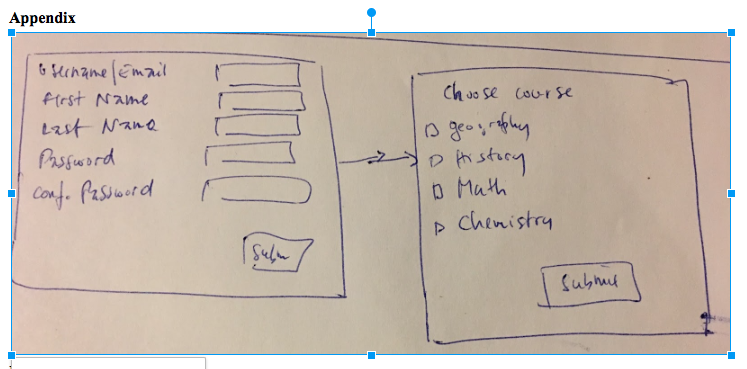 Appendix
Username/Email
First Name
Last Name
Password
conf. Password
Subm
Choose course
geography
History
Math
Chemistry
Submit